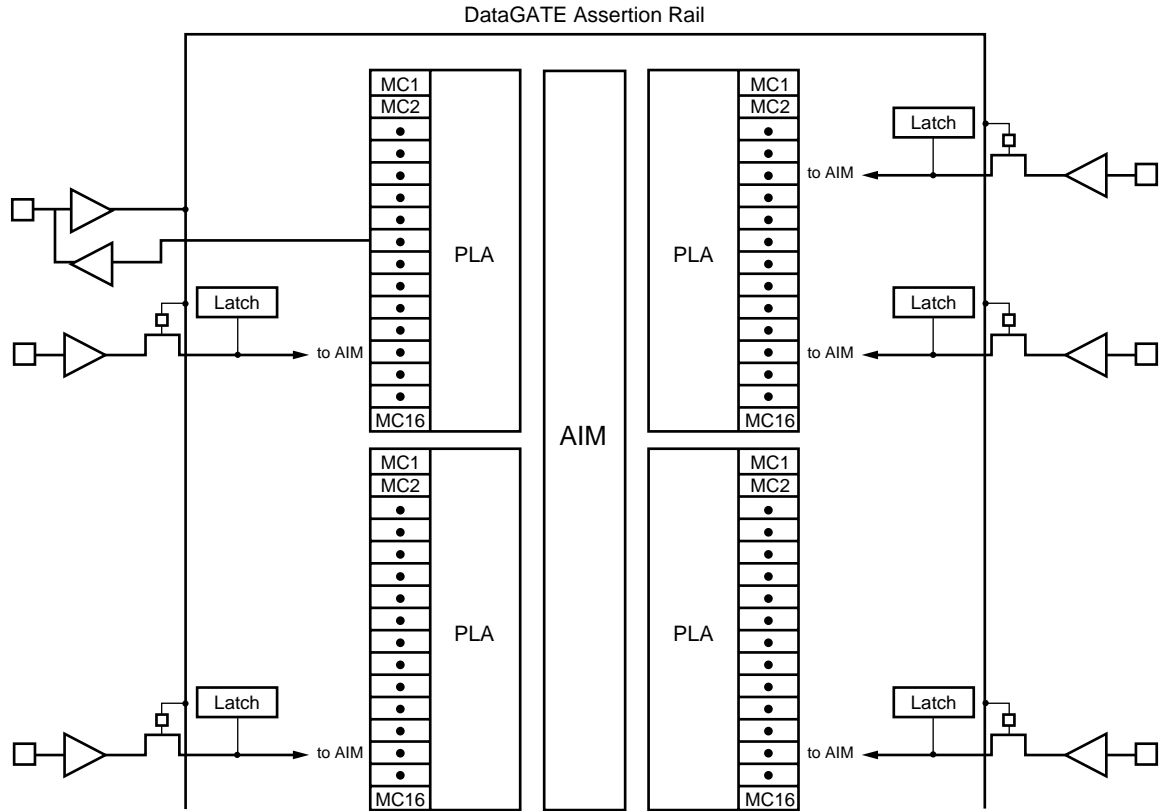 DataGATE Assertion Rail
MC1
MC2
PLA
MC16
MC1
MC2
PLA
MC16
AIM
MC1
MC2
PLA
MC16
MC1
MC2
PLA
MC16
Latch
to AIM
Latch
to AIM
Latch
to AIM
Latch
to AIM
Latch
to AIM